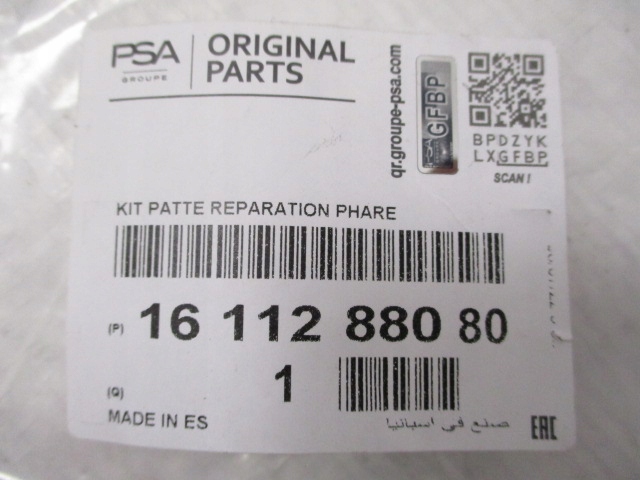 PSA
GROUPE
ORIGINAL
PARTS
qr.groupe-psa.com
GFBP
PSA
BPDZYK
LXGFBP
SCAN !
KIT PATTE REPARATION PHARE
(P) 16 112 880 80
(Q) 1
MADE IN ES
صنع في اسبانيا
EAC